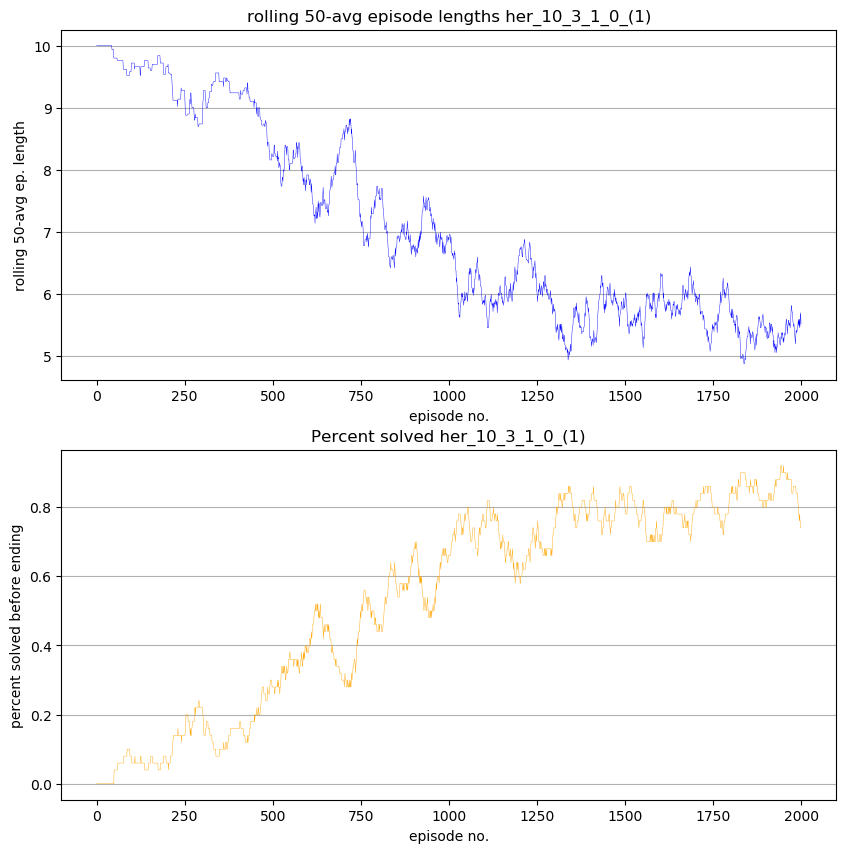 rolling 50-avg episode lengths her_10_3_1_0_(1)
10
9
8
7
6
5
rolling 50-avg ep. length
0 250 500 750 1000 1250 1500 1750 2000
episode no.
Percent solved her_10_3_1_0_(1)
0.8
0.6
0.4
0.2
0.0
percent solved before ending
0 250 500 750 1000 1250 1500 1750 2000
episode no.